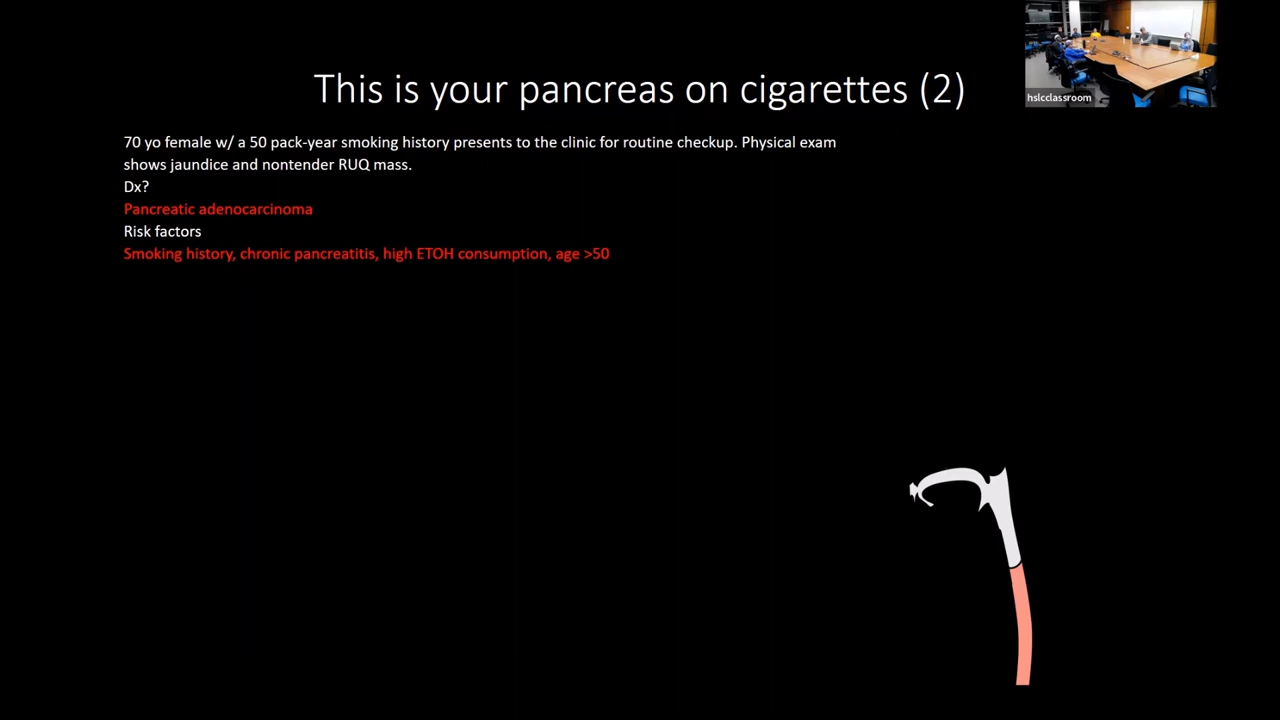 This is your pancreas on cigarettes (2)
hslcclassroom
70 yo female w/ a 50 pack-year smoking history presents to the clinic for routine checkup. Physical exam
shows jaundice and nontender RUQ mass.
Dx?
Pancreatic adenocarcinoma
Risk factors
Smoking history, chronic pancreatitis, high ETOH consumption, age >50